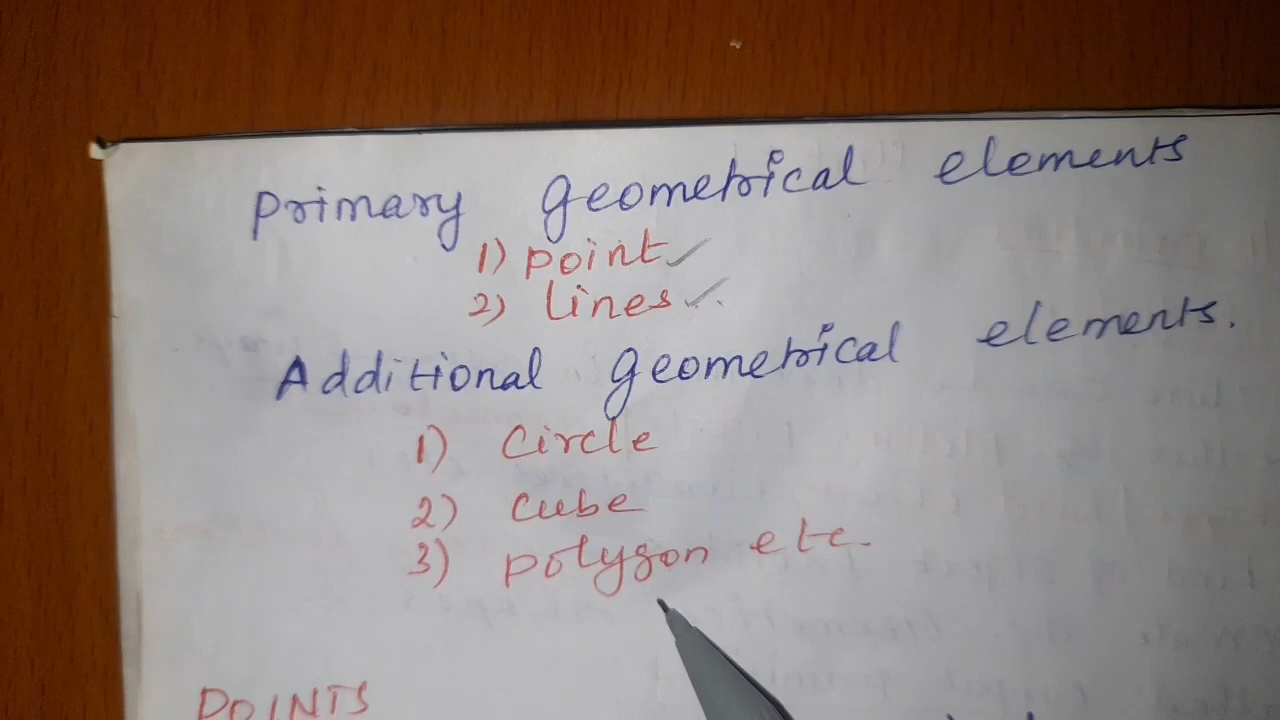 Primary geometrical elements
1) point
2) lines
Additional geometrical elements.
1) Circle
2) cube
3) polygon etc.
POINTS